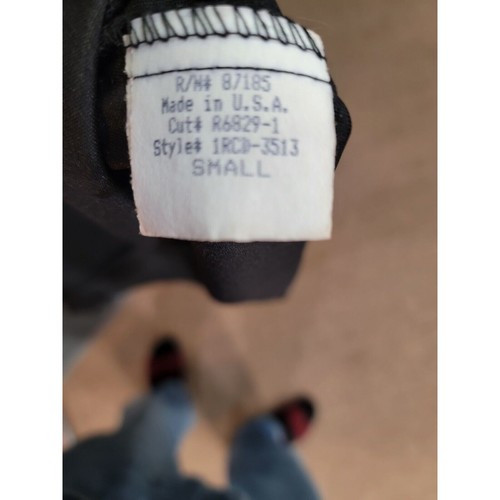 R/N# 87185
Made in U.S.A.
Cut# R6829-1
Style# 1RCD-3513
SMALL